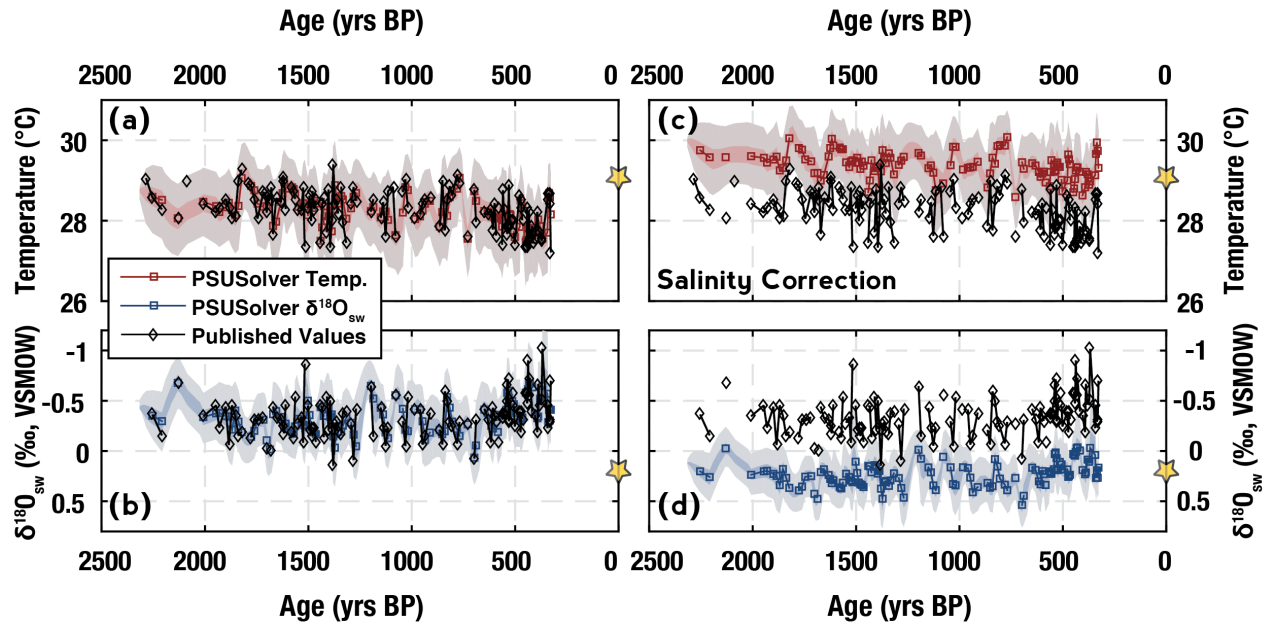 Age (yrs BP)
Age (yrs BP)
2500 2000 1500 1000 500 0
2500 2000 1500 1000 500 0
(a)
(c)
Temperature (°C)
30
28
26
30
28
26
Temperature (°C)
Salinity Correction
PSUSolver Temp.
PSUSolver δ¹⁸Osw
Published Values
δ¹⁸Osw (‰, VSMOW)
-1
-0.5
0
0.5
-1
-0.5
0
0.5
δ¹⁸Osw (‰, VSMOW)
(b)
(d)
2500 2000 1500 1000 500 0
2500 2000 1500 1000 500 0
Age (yrs BP)
Age (yrs BP)